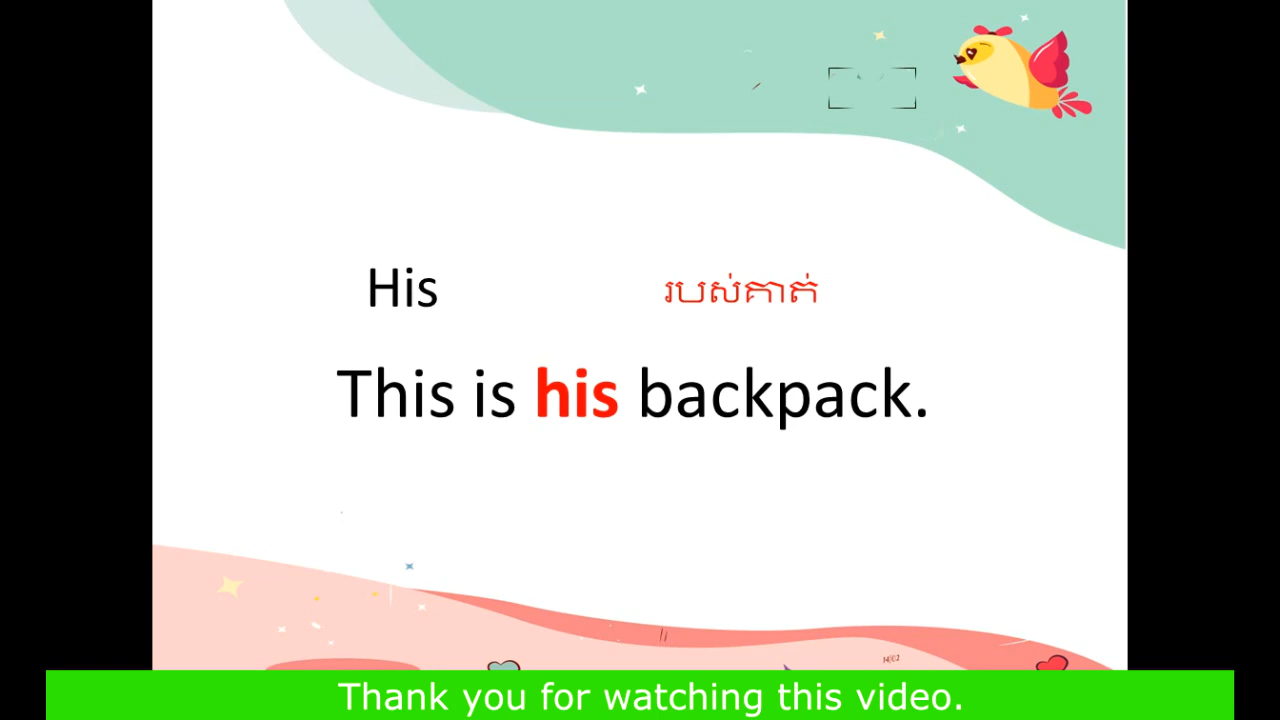 His របស់គាត់
This is his backpack.
Thank you for watching this video.